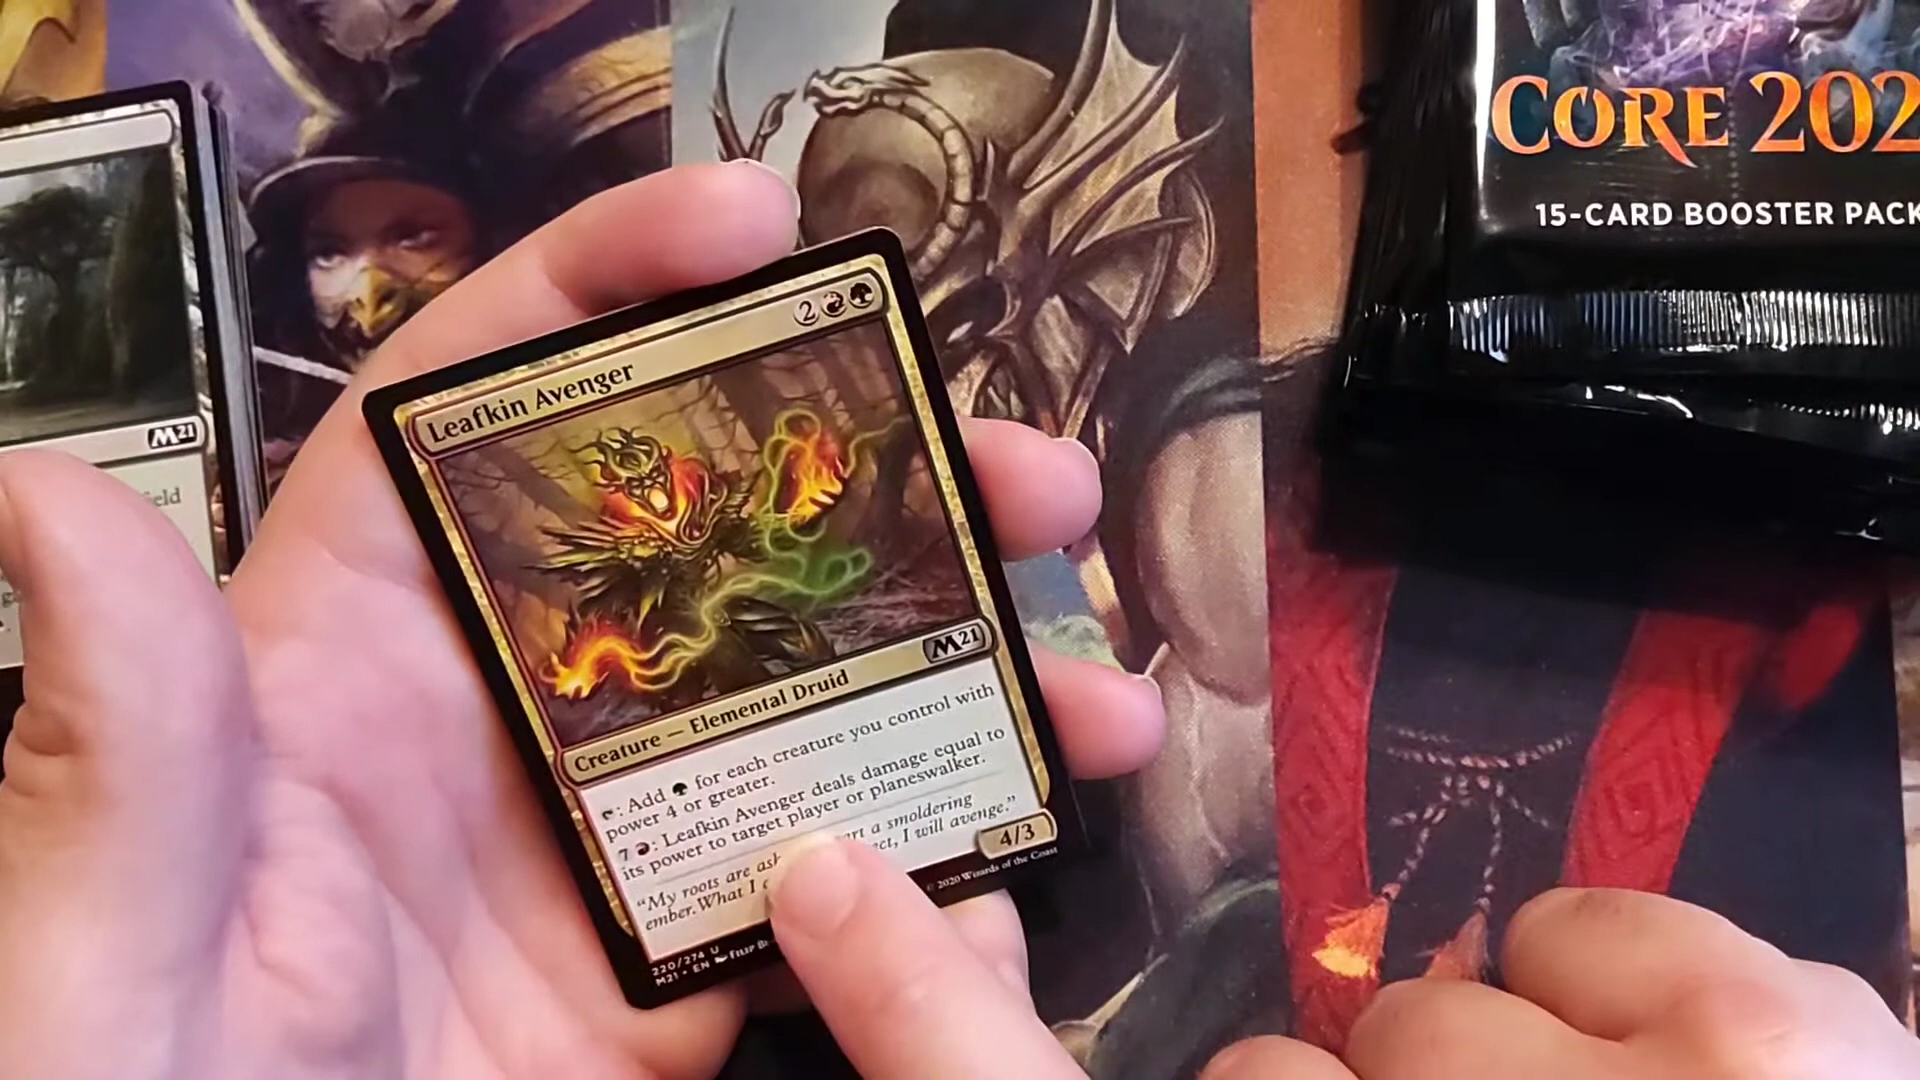 CORE 202
15-CARD BOOSTER PACK
M21
Leafkin Avenger
2
M21
Creature — Elemental Druid
: Add for each creature you control with
power 4 or greater.
7 : Leafkin Avenger deals damage equal to
its power to target player or planeswalker.
"My roots are ash a smoldering
ember. What I I will avenge."
4/3
220/274 U
M21 • EN FILIP
© 2020 Wizards of the Coast